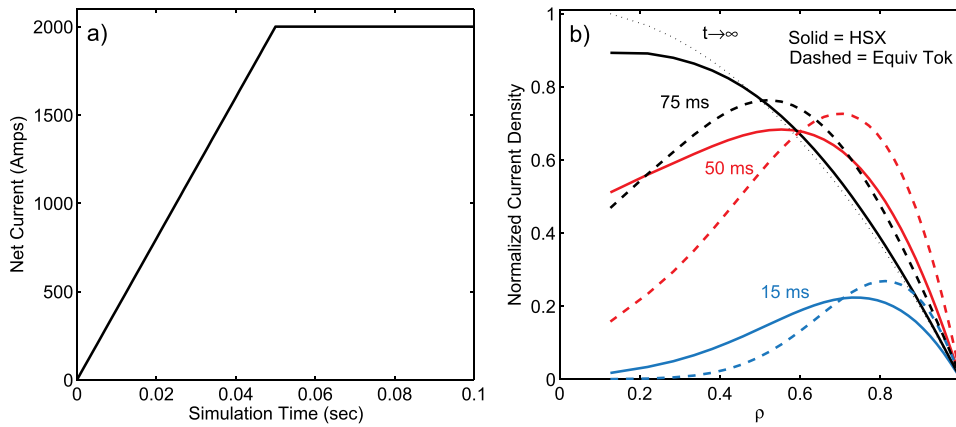 a)
2000
1500
1000
500
0
Net Current (Amps)
0 0.02 0.04 0.06 0.08 0.1
Simulation Time (sec)
b)
t→∞
Solid = HSX
Dashed = Equiv Tok
75 ms
50 ms
15 ms
1
0.8
0.6
0.4
0.2
0
Normalized Current Density
0 0.2 0.4 0.6 0.8
ρ